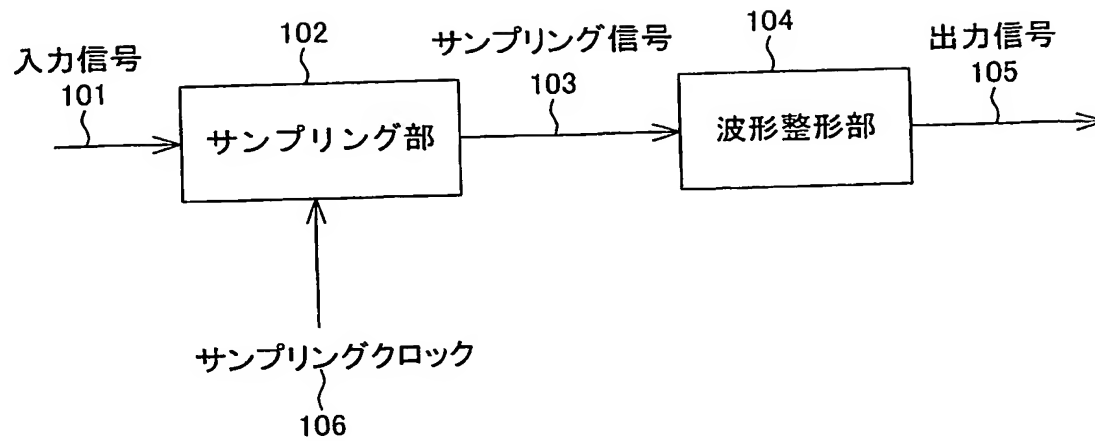 入力信号
101
102
サンプリング部
サンプリング信号
103
104
波形整形部
出力信号
105
サンプリングクロック
106